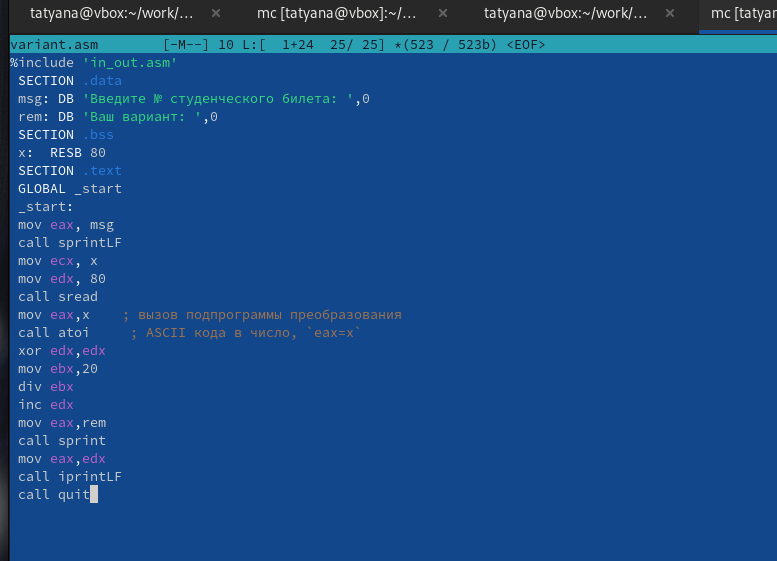 tatyana@vbox:~/work/... × mc [tatyana@vbox]:~/... × tatyana@vbox:~/work/... × mc [tatyan
variant.asm [-M--] 10 L:[ 1+24 25/ 25] *(523 / 523b) <EOF>
%include 'in_out.asm'
SECTION .data
msg: DB 'Введите № студенческого билета: ',0
rem: DB 'Ваш вариант: ',0
SECTION .bss
x: RESB 80
SECTION .text
GLOBAL _start
_start:
mov eax, msg
call sprintLF
mov ecx, x
mov edx, 80
call sread
mov eax,x ; вызов подпрограммы преобразования
call atoi ; ASCII кода в число, `eax=x`
xor edx,edx
mov ebx,20
div ebx
inc edx
mov eax,rem
call sprint
mov eax,edx
call iprintLF
call quit